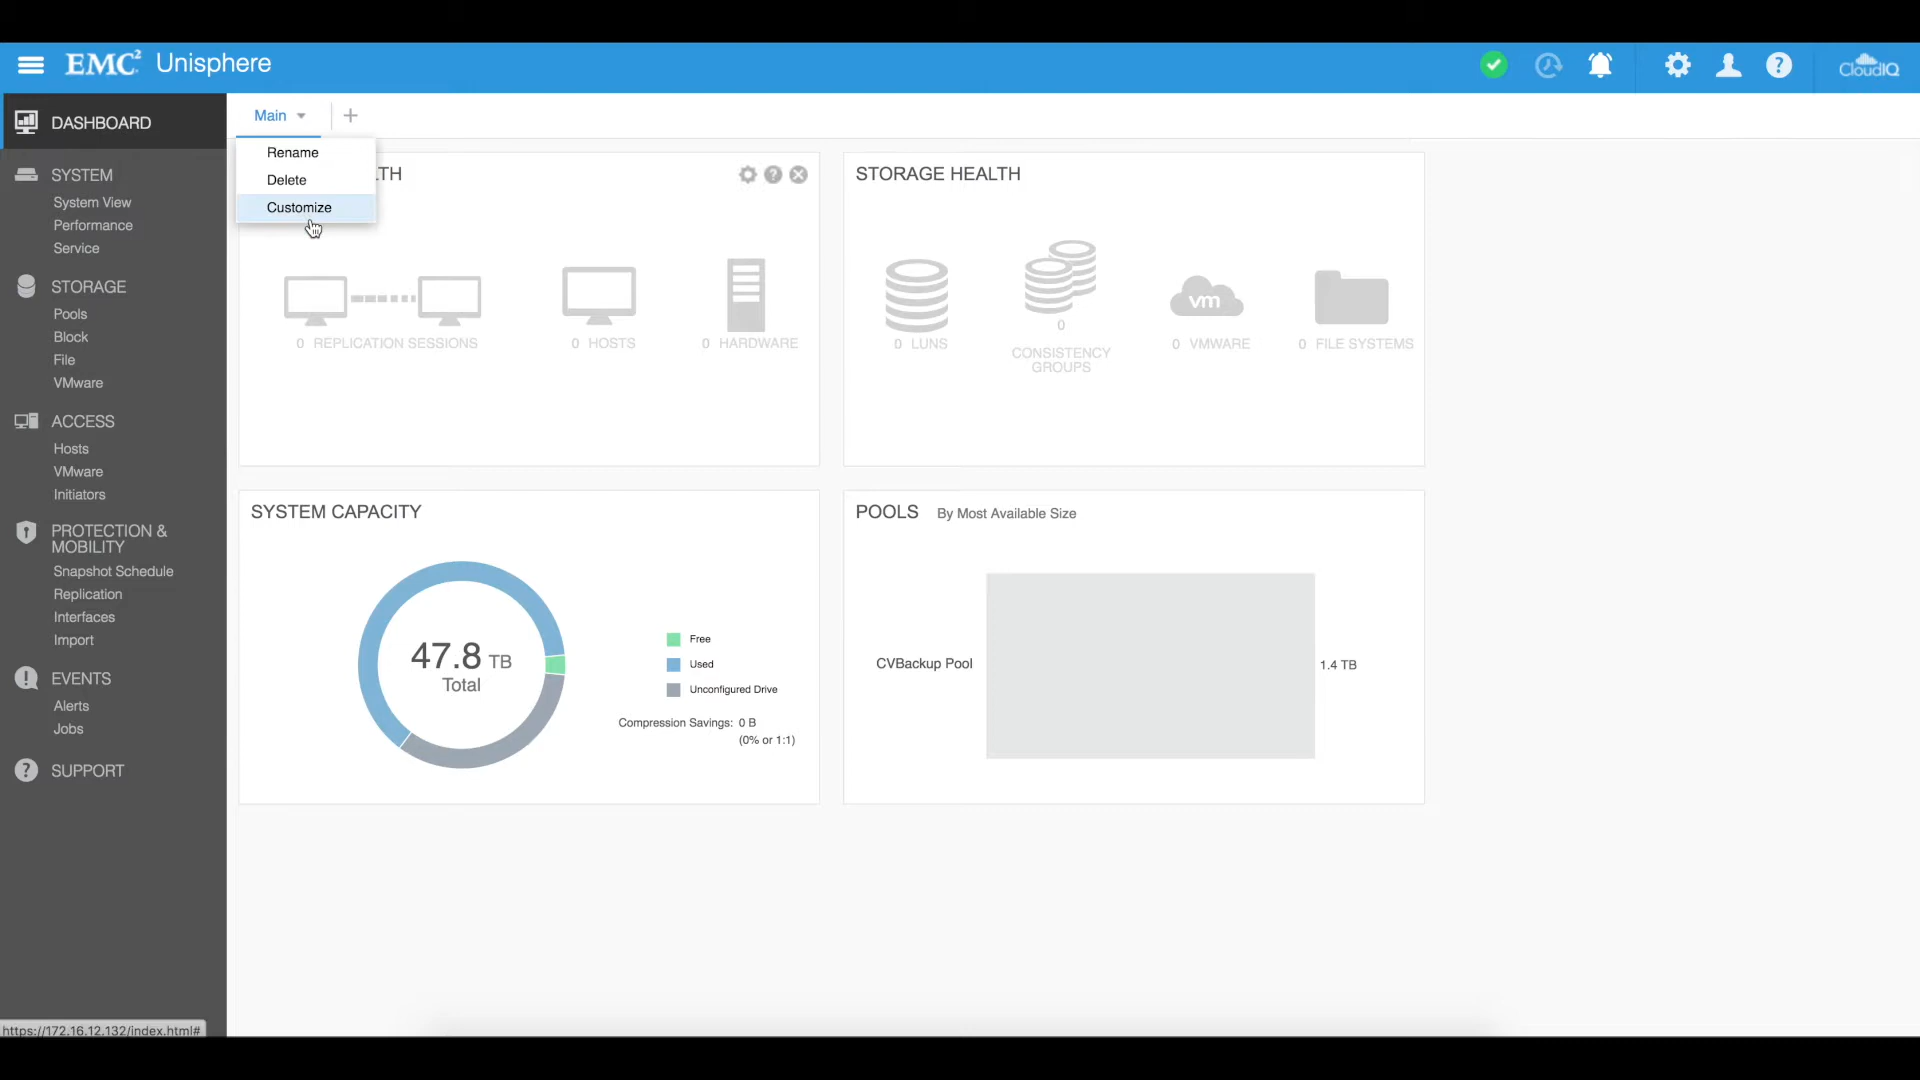 EMC² Unisphere
CloudIQ
DASHBOARD
SYSTEM
System View
Performance
Service
STORAGE
Pools
Block
File
VMware
ACCESS
Hosts
VMware
Initiators
PROTECTION &
MOBILITY
Snapshot Schedule
Replication
Interfaces
Import
EVENTS
Alerts
Jobs
SUPPORT
https://172.16.12.132/index.html#
Main
Rename
Delete
Customize
LTH
0 REPLICATION SESSIONS
0 HOSTS
0 HARDWARE
STORAGE HEALTH
0 LUNS
0
CONSISTENCY
GROUPS
vm
0 VMWARE
0 FILE SYSTEMS
SYSTEM CAPACITY
47.8 TB
Total
Free
Used
Unconfigured Drive
Compression Savings: 0 B
(0% or 1:1)
POOLS By Most Available Size
CVBackup Pool
1.4 TB